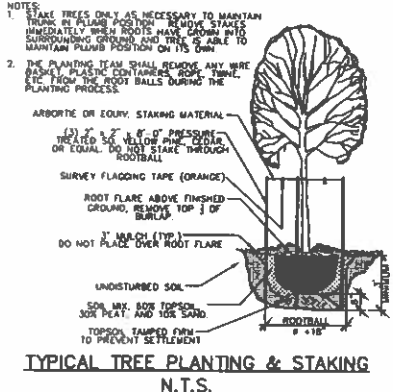 NOTES:
1. STAKE TREES ONLY AS NECESSARY TO MAINTAIN
TRUNK IN PLUMB POSITION. REMOVE STAKES
IMMEDIATELY WHEN ROOTS HAVE GROWN INTO
SURROUNDING GROUND AND TREE IS ABLE TO
MAINTAIN PLUMB POSITION ON ITS OWN.
2. THE PLANTING TEAM SHALL REMOVE ANY WIRE
BASKET, PLASTIC CONTAINERS, ROPE, TWINE,
ETC. FROM THE ROOT BALLS DURING THE
PLANTING PROCESS.
ARBORTIE OR EQUIV. STAKING MATERIAL
(3) 2" x 2" x 8'-0" PRESSURE
TREATED SO. YELLOW PINE, CEDAR,
OR EQUAL. DO NOT STAKE THROUGH
ROOTBALL
SURVEY FLAGGING TAPE (ORANGE)
ROOT FLARE ABOVE FINISHED
GROUND, REMOVE TOP OF
BURLAP.
3" MULCH (TYP.)
DO NOT PLACE OVER ROOT FLARE
UNDISTURBED SOIL
SOIL MIX, 60% TOPSOIL,
30% PEAT, AND 10% SAND.
TOPSOIL TAMPED FIRM
TO PREVENT SETTLEMENT
MINIMUM
ROOTBALL
ø +18"
TYPICAL TREE PLANTING & STAKING
N.T.S.